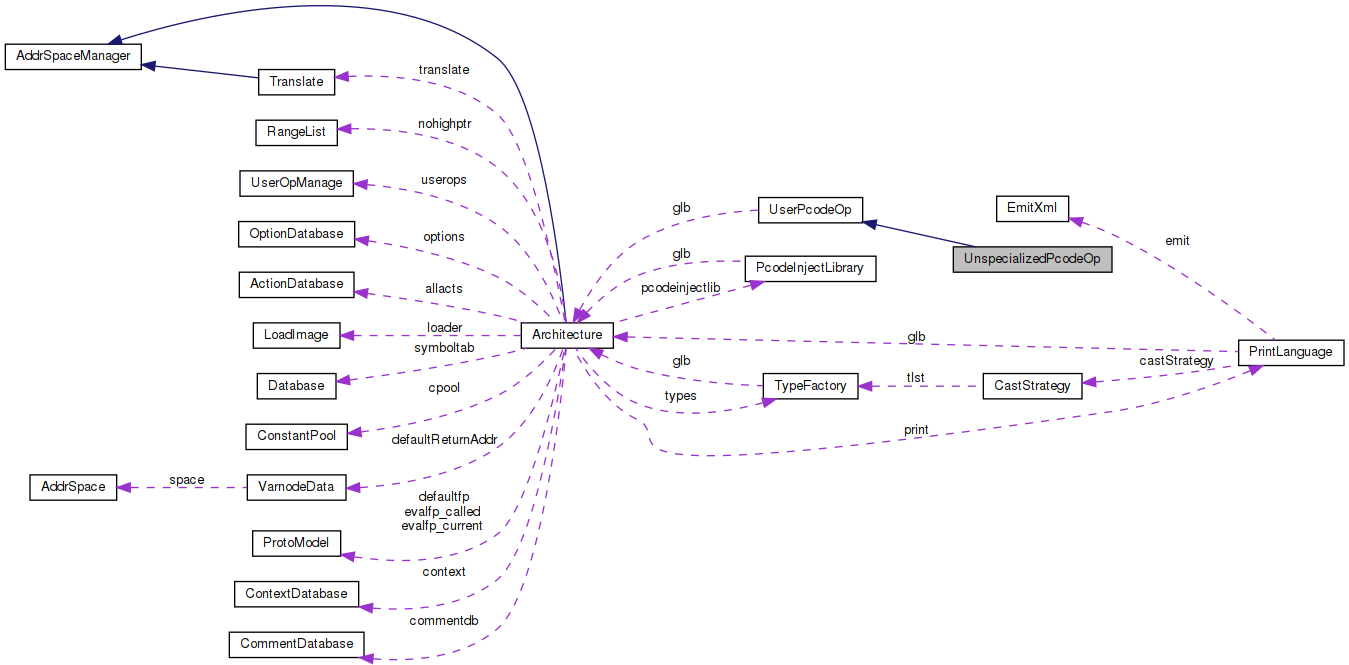 AddrSpaceManager
Translate
translate
RangeList
nohighptr
UserOpManage
userops
OptionDatabase
options
ActionDatabase
allacts
LoadImage
loader
Database
symboltab
ConstantPool
cpool
AddrSpace
space
VarnodeData
defaultReturnAddr
ProtoModel
defaultfp
evalfp_called
evalfp_current
ContextDatabase
context
CommentDatabase
commentdb
Architecture
glb
UserPcodeOp
glb
PcodeInjectLibrary
pcodeinjectlib
EmitXml
UnspecializedPcodeOp
emit
glb
PrintLanguage
castStrategy
CastStrategy
tlst
TypeFactory
glb
types
print